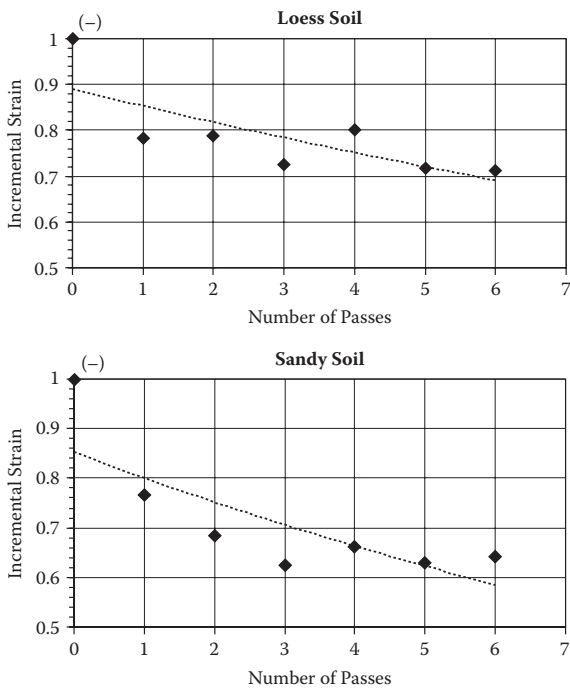 Loess Soil
(–)
Incremental Strain
1
0.9
0.8
0.7
0.6
0.5
0 1 2 3 4 5 6 7
Number of Passes
Sandy Soil
(–)
Incremental Strain
1
0.9
0.8
0.7
0.6
0.5
0 1 2 3 4 5 6 7
Number of Passes